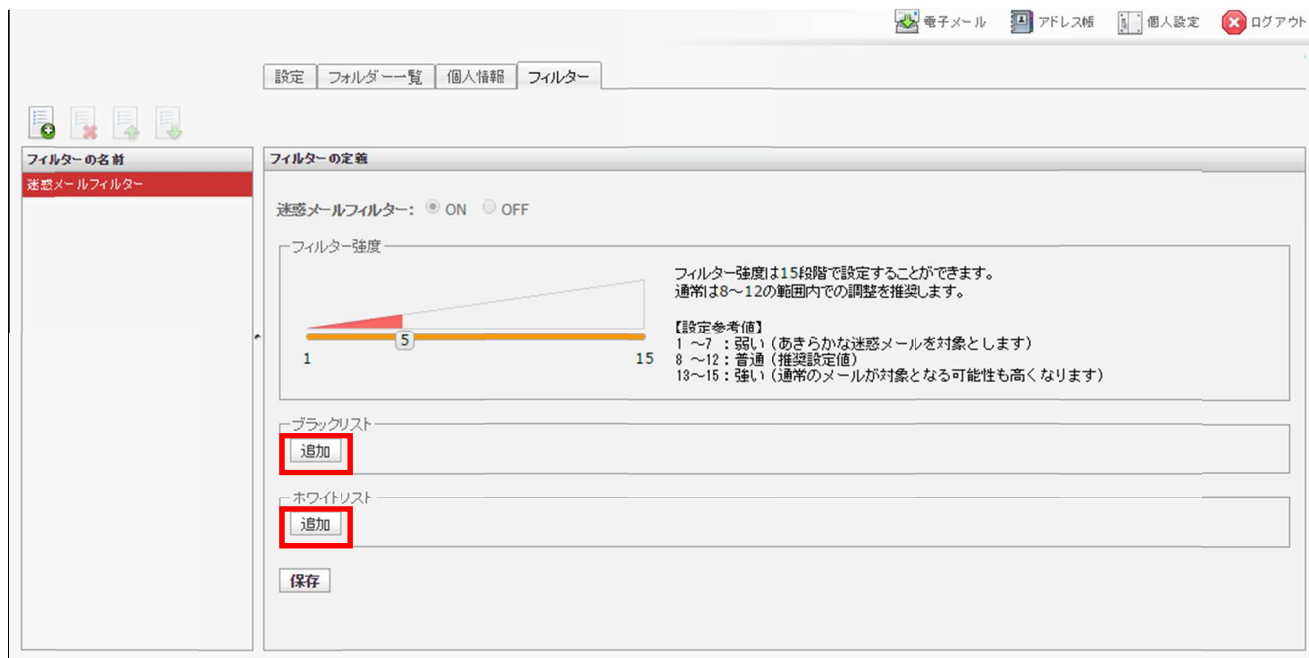 電子メール アドレス帳 個人設定 ログアウト
設定 フォルダー一覧 個人情報 フィルター
フィルターの名前
迷惑メールフィルター
フィルターの定義
迷惑メールフィルター: ON OFF
フィルター強度
5
1 15
フィルター強度は15段階で設定することができます。
通常は8～12の範囲内での調整を推奨します。
【設定参考値】
1 ～7 : 弱い (あきらかな迷惑メールを対象とします)
8 ～12 : 普通 (推奨設定値)
13～15 : 強い (通常のメールが対象となる可能性も高くなります)
ブラックリスト
追加
ホワイトリスト
追加
保存